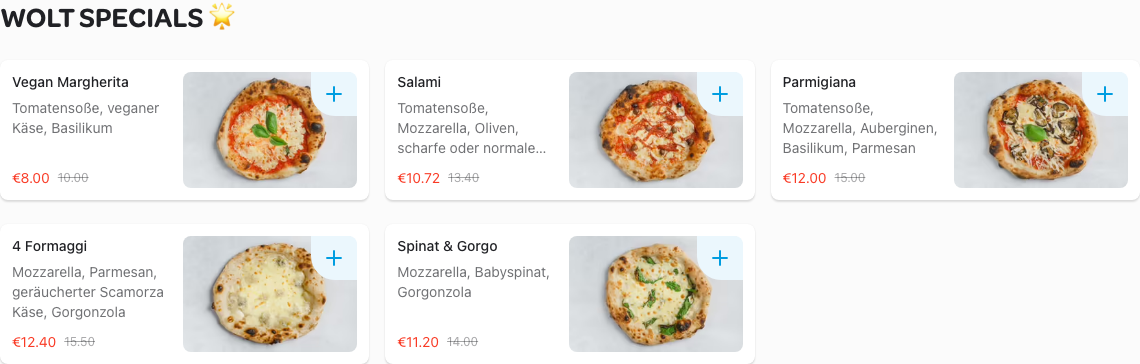 WOLT SPECIALS 🌟
Vegan Margherita
Tomatensoße, veganer
Käse, Basilikum
€8.00 10.00
Salami
Tomatensoße,
Mozzarella, Oliven,
scharfe oder normale...
€10.72 13.40
Parmigiana
Tomatensoße,
Mozzarella, Auberginen,
Basilikum, Parmesan
€12.00 15.00
4 Formaggi
Mozzarella, Parmesan,
geräucherter Scamorza
Käse, Gorgonzola
€12.40 15.50
Spinat & Gorgo
Mozzarella, Babyspinat,
Gorgonzola
€11.20 14.00